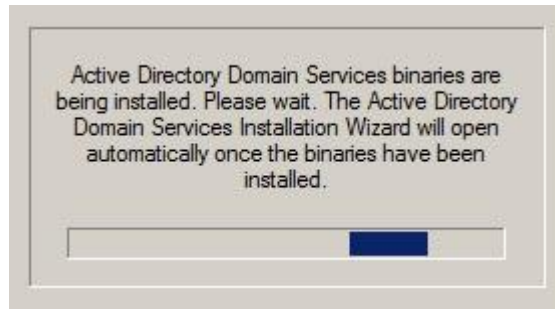 Active Directory Domain Services binaries are
being installed. Please wait. The Active Directory
Domain Services Installation Wizard will open
automatically once the binaries have been
installed.